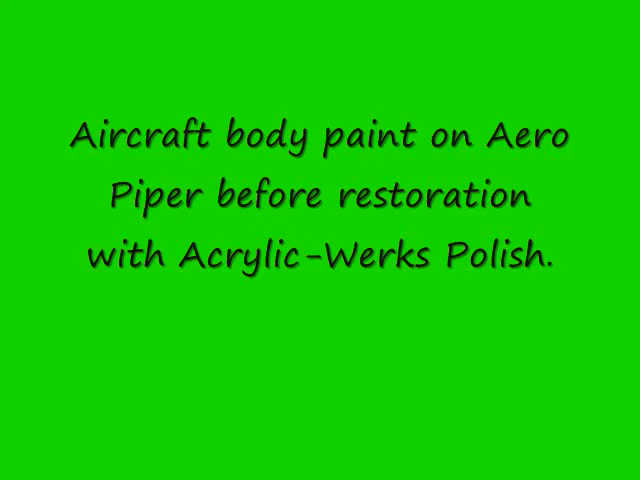 Aircraft body paint on Aero
Piper before restoration
with Acrylic-Werks Polish.